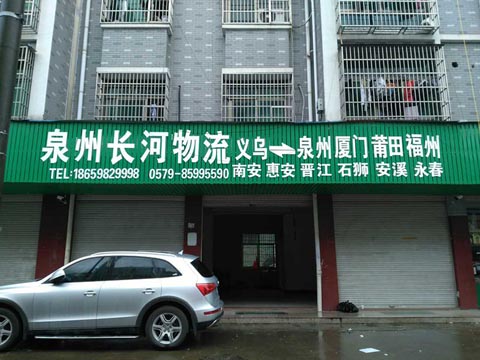 泉州长河物流 义乌⇌泉州 厦门 莆田 福州
TEL:18659829998 0579-85995590 南安 惠安 晋江 石狮 安溪 永春